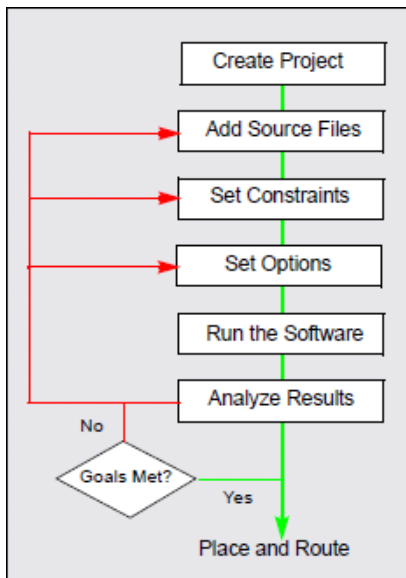 Create Project
Add Source Files
Set Constraints
Set Options
Run the Software
Analyze Results
No
Goals Met?
Yes
Place and Route